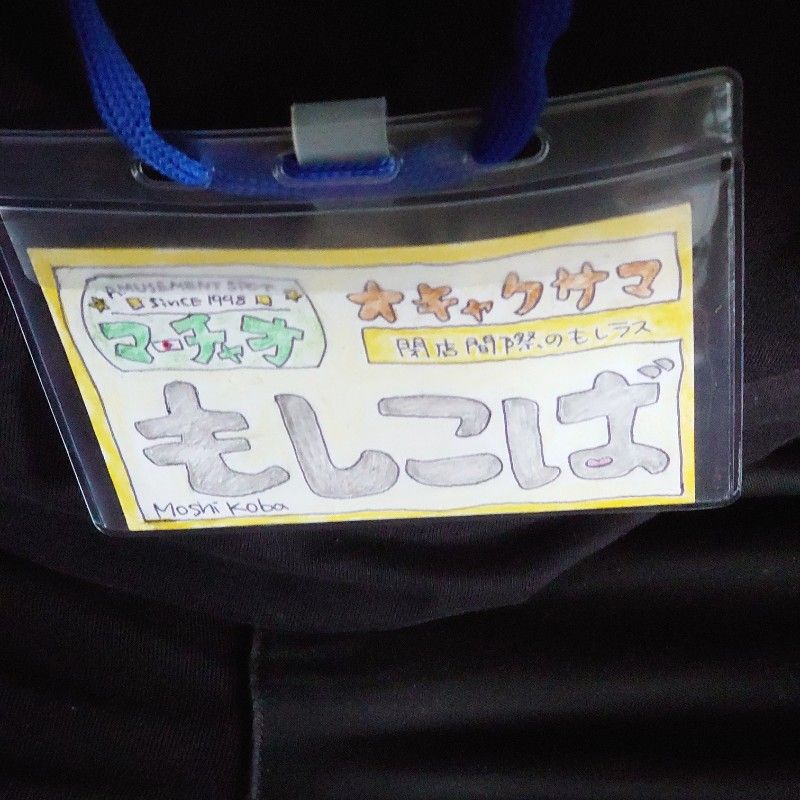 AMUSEMENT SPOT
SINCE 1998
マーチャオ
オキャクサマ
閉店間際のもしラス
もしこば
Moshi Koba